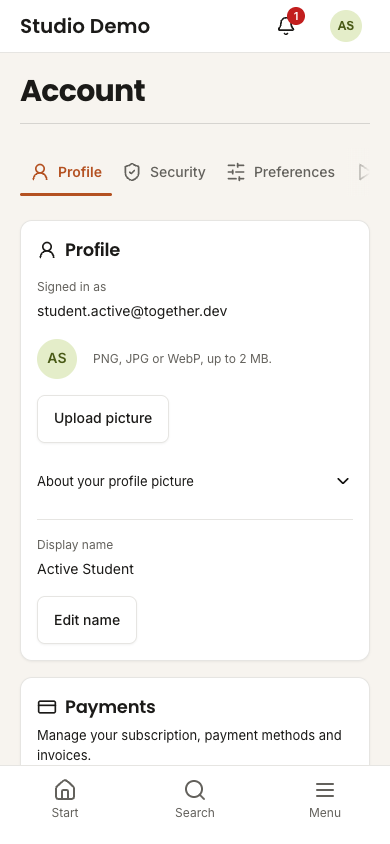 Studio Demo
1
AS
Account
Profile
Security
Preferences
Profile
Signed in as
student.active@together.dev
AS
PNG, JPG or WebP, up to 2 MB.
Upload picture
About your profile picture
Display name
Active Student
Edit name
Payments
Manage your subscription, payment methods and
invoices.
Start
Search
Menu